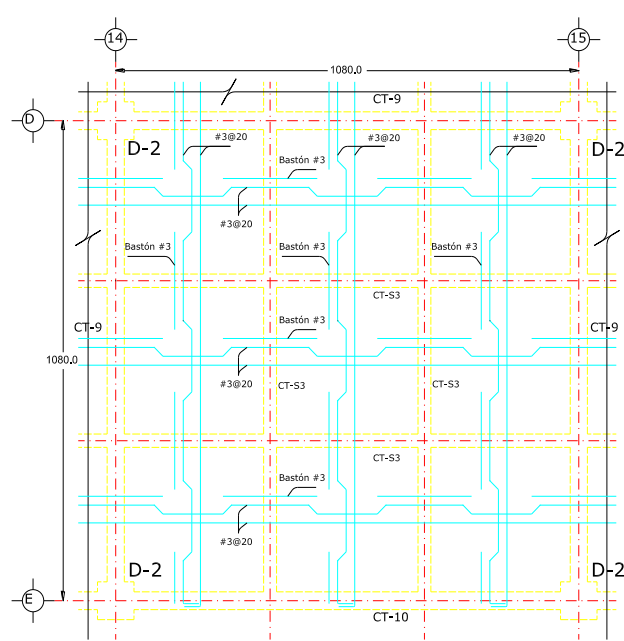 14
15
1080.0
CT-9
D
#3@20
#3@20
#3@20
D-2
D-2
Bastón #3
#3@20
Bastón #3
Bastón #3
Bastón #3
CT-S3
Bastón #3
CT-9
CT-9
1080.0
#3@20
CT-S3
CT-S3
CT-S3
Bastón #3
#3@20
D-2
D-2
E
CT-10